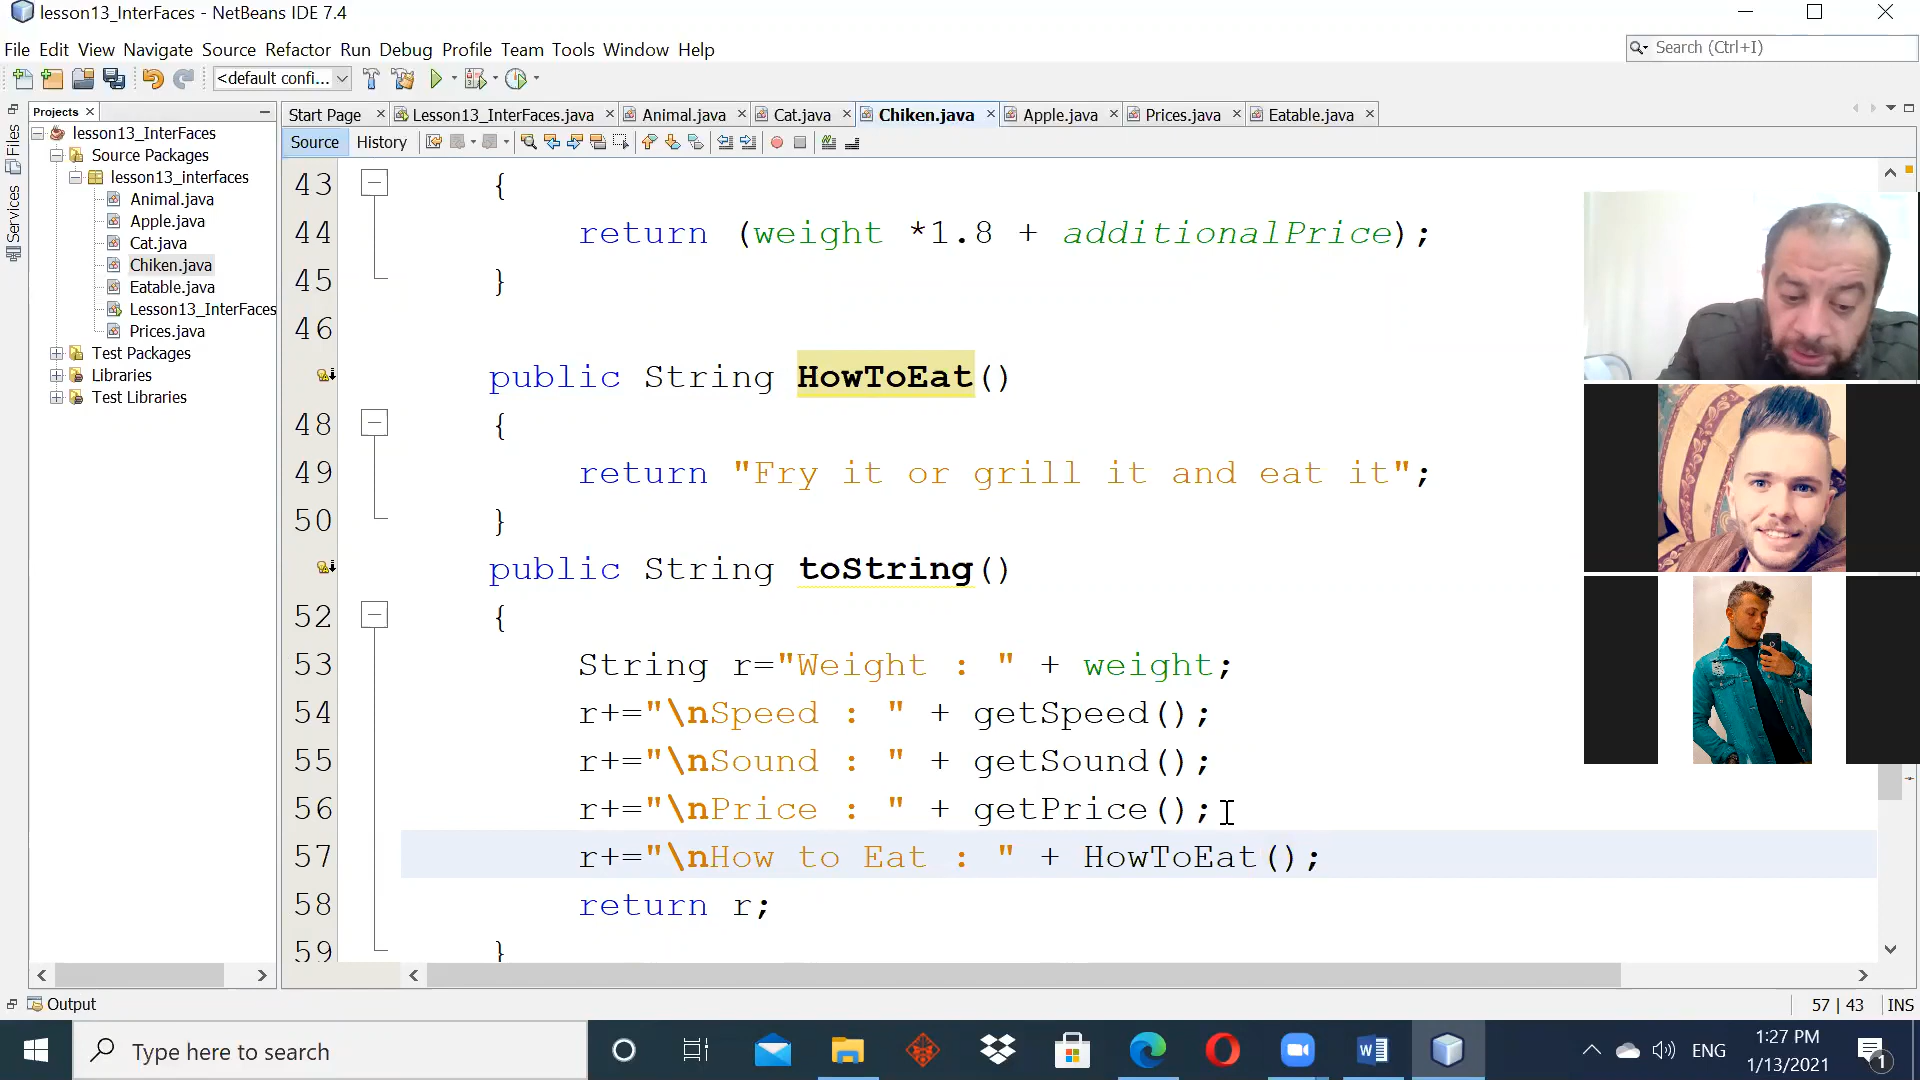 lesson13_InterFaces - NetBeans IDE 7.4
File Edit View Navigate Source Refactor Run Debug Profile Team Tools Window Help
Search (Ctrl+I)
<default confi...
Projects
Files
Services
lesson13_InterFaces
Source Packages
lesson13_interfaces
Animal.java
Apple.java
Cat.java
Chiken.java
Eatable.java
Lesson13_InterFaces
Prices.java
Test Packages
Libraries
Test Libraries
Start Page Lesson13_InterFaces.java Animal.java Cat.java Chiken.java Apple.java Prices.java Eatable.java
Source History
43 {
44 return (weight *1.8 + additionalPrice);
45 }
46
public String HowToEat()
48 {
49 return "Fry it or grill it and eat it";
50 }
public String toString()
52 {
53 String r="Weight : " + weight;
54 r+="\nSpeed : " + getSpeed();
55 r+="\nSound : " + getSound();
56 r+="\nPrice : " + getPrice();
57 r+="\nHow to Eat : " + HowToEat();
58 return r;
59 }
Output
57 | 43 INS
Type here to search
ENG
1:27 PM
1/13/2021
1